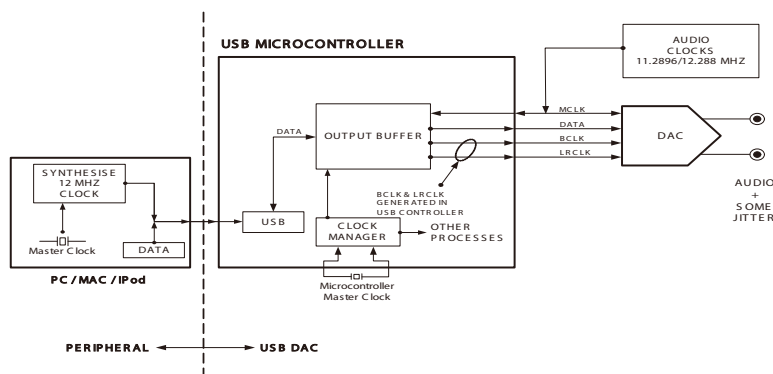 USB MICROCONTROLLER
AUDIO
CLOCKS
11.2896/12.288 MHZ
MCLK
DATA
OUTPUT BUFFER
DATA
BCLK
DAC
LRCLK
SYNTHESISE
12 MHZ
CLOCK
BCLK & LRCLK
GENERATED IN
USB CONTROLLER
AUDIO
+
SOME
JITTER
USB
CLOCK
MANAGER
OTHER
PROCESSES
Master Clock
DATA
PC / MAC / IPod
Microcontroller
Master Clock
PERIPHERAL
USB DAC